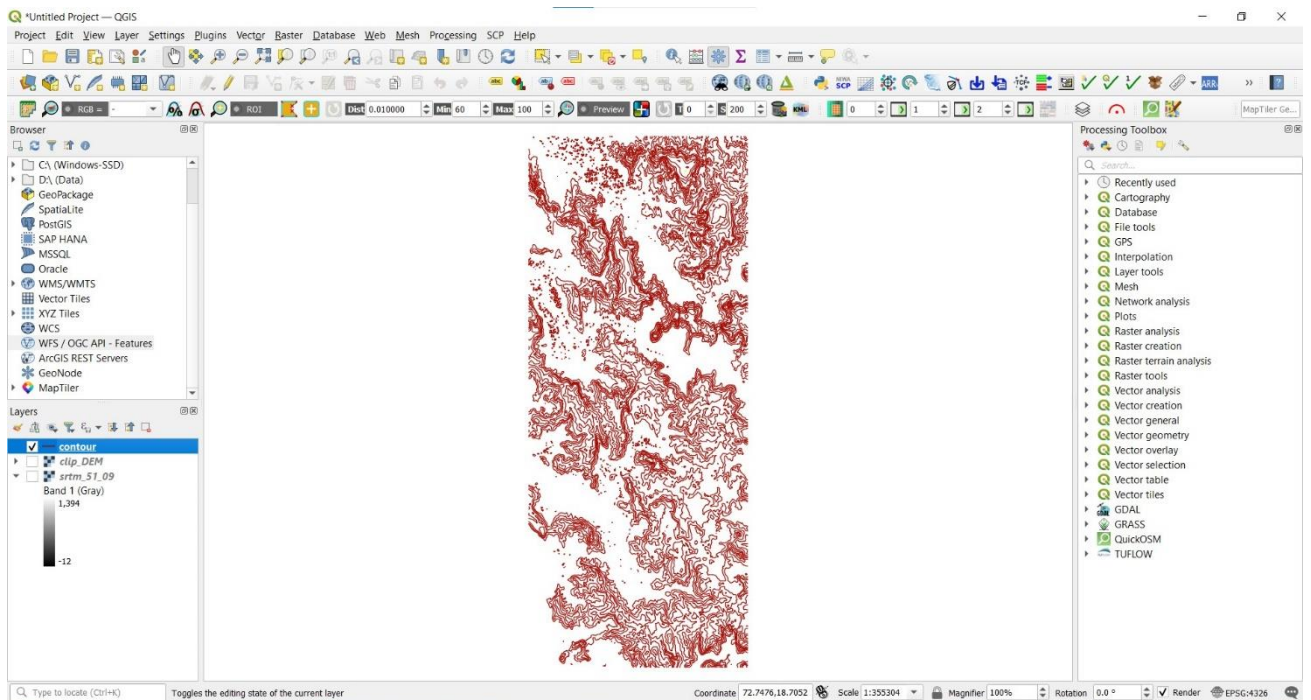 *Untitled Project — QGIS
Project Edit View Layer Settings Plugins Vector Raster Database Web Mesh Processing SCP Help
RGB = - ROI Dist 0.010000 Min 60 Max 100 Preview T 0 S 200 KML 0 1 2 MapTiler Ge...
Browser
C:\ (Windows-SSD)
D:\ (Data)
GeoPackage
SpatiaLite
PostGIS
SAP HANA
MSSQL
Oracle
WMS/WMTS
Vector Tiles
XYZ Tiles
WCS
WFS / OGC API - Features
ArcGIS REST Servers
GeoNode
MapTiler
Layers
contour
clip_DEM
srtm_51_09
Band 1 (Gray)
1,394
-12
Processing Toolbox
Search...
Recently used
Cartography
Database
File tools
GPS
Interpolation
Layer tools
Mesh
Network analysis
Plots
Raster analysis
Raster creation
Raster terrain analysis
Raster tools
Vector analysis
Vector creation
Vector general
Vector geometry
Vector overlay
Vector selection
Vector table
Vector tiles
GDAL
GRASS
QuickOSM
TUFLOW
Type to locate (Ctrl+K) Toggles the editing state of the current layer Coordinate 72.7476,18.7052 Scale 1:355304 Magnifier 100% Rotation 0.0 ° Render EPSG:4326